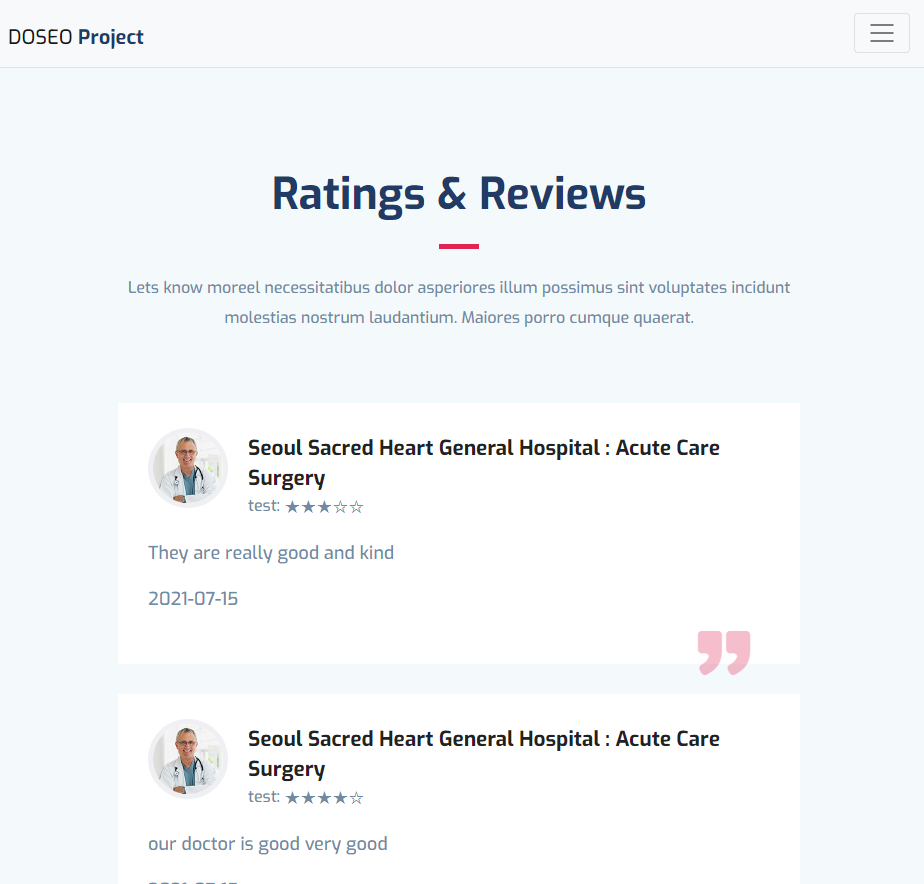 DOSEO Project
Ratings & Reviews
Lets know moreel necessitatibus dolor asperiores illum possimus sint voluptates incidunt
molestias nostrum laudantium. Maiores porro cumque quaerat.
Seoul Sacred Heart General Hospital : Acute Care
Surgery
test: ★★★☆☆
They are really good and kind
2021-07-15
Seoul Sacred Heart General Hospital : Acute Care
Surgery
test: ★★★★☆
our doctor is good very good